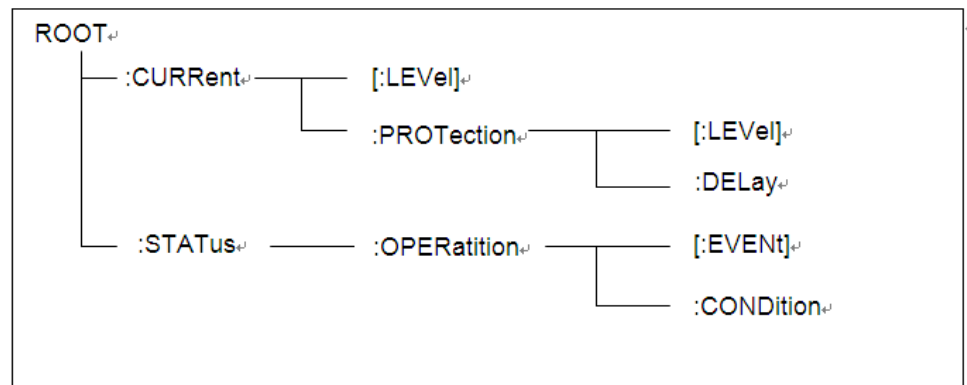 ROOT
:CURRent [:LEVel]
:PROTection [:LEVel]
:DELay
:STATus :OPERatition [:EVENt]
:CONDition